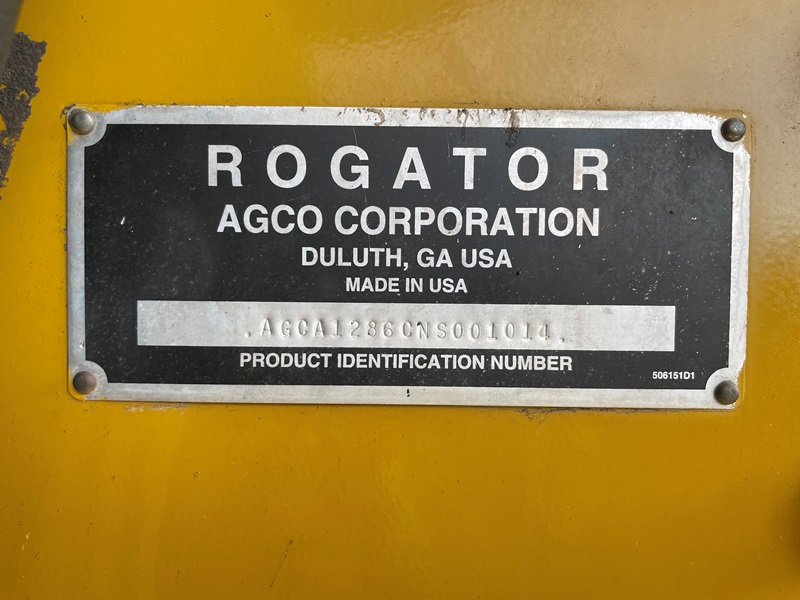 ROGATOR
AGCO CORPORATION
DULUTH, GA USA
MADE IN USA
.AGCA1286CNS001014.
PRODUCT IDENTIFICATION NUMBER
506151D1